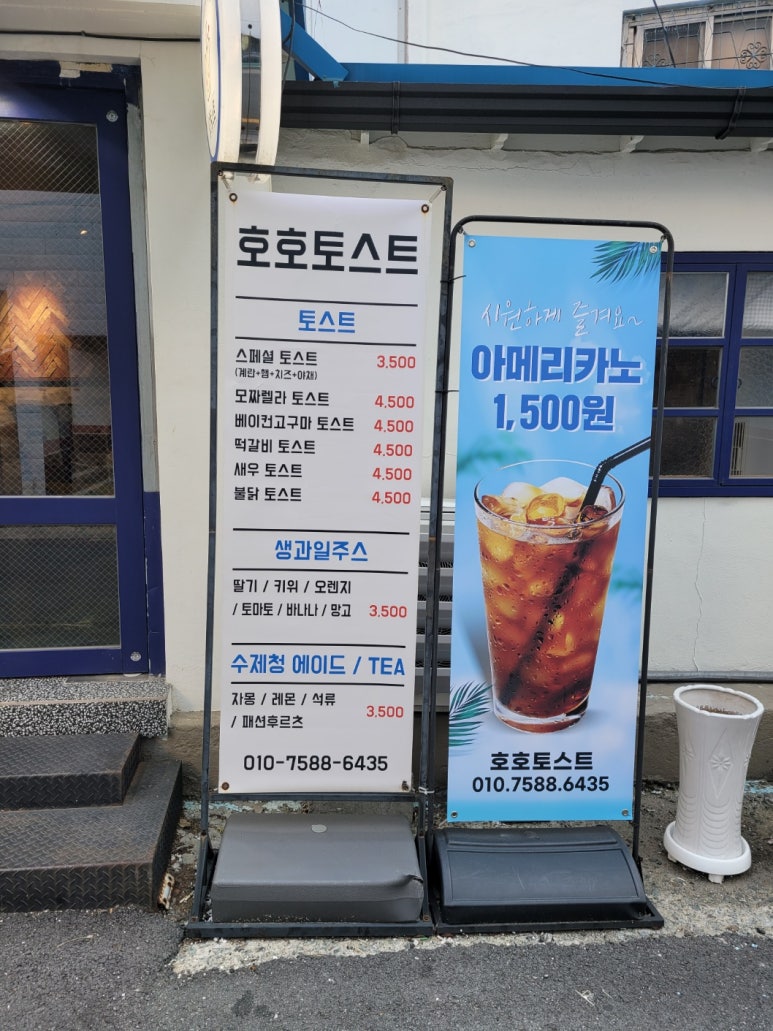 호호토스트
토스트
스페셜 토스트 3,500
(계란+햄+치즈+야채)
모짜렐라 토스트 4,500
베이컨고구마 토스트 4,500
떡갈비 토스트 4,500
새우 토스트 4,500
불닭 토스트 4,500
생과일주스
딸기 / 키위 / 오렌지
/ 토마토 / 바나나 / 망고 3,500
수제청 에이드 / TEA
자몽 / 레몬 / 석류
/ 패션후르츠 3,500
010-7588-6435
시원하게 즐겨요~
아메리카노
1,500원
호호토스트
010.7588.6435